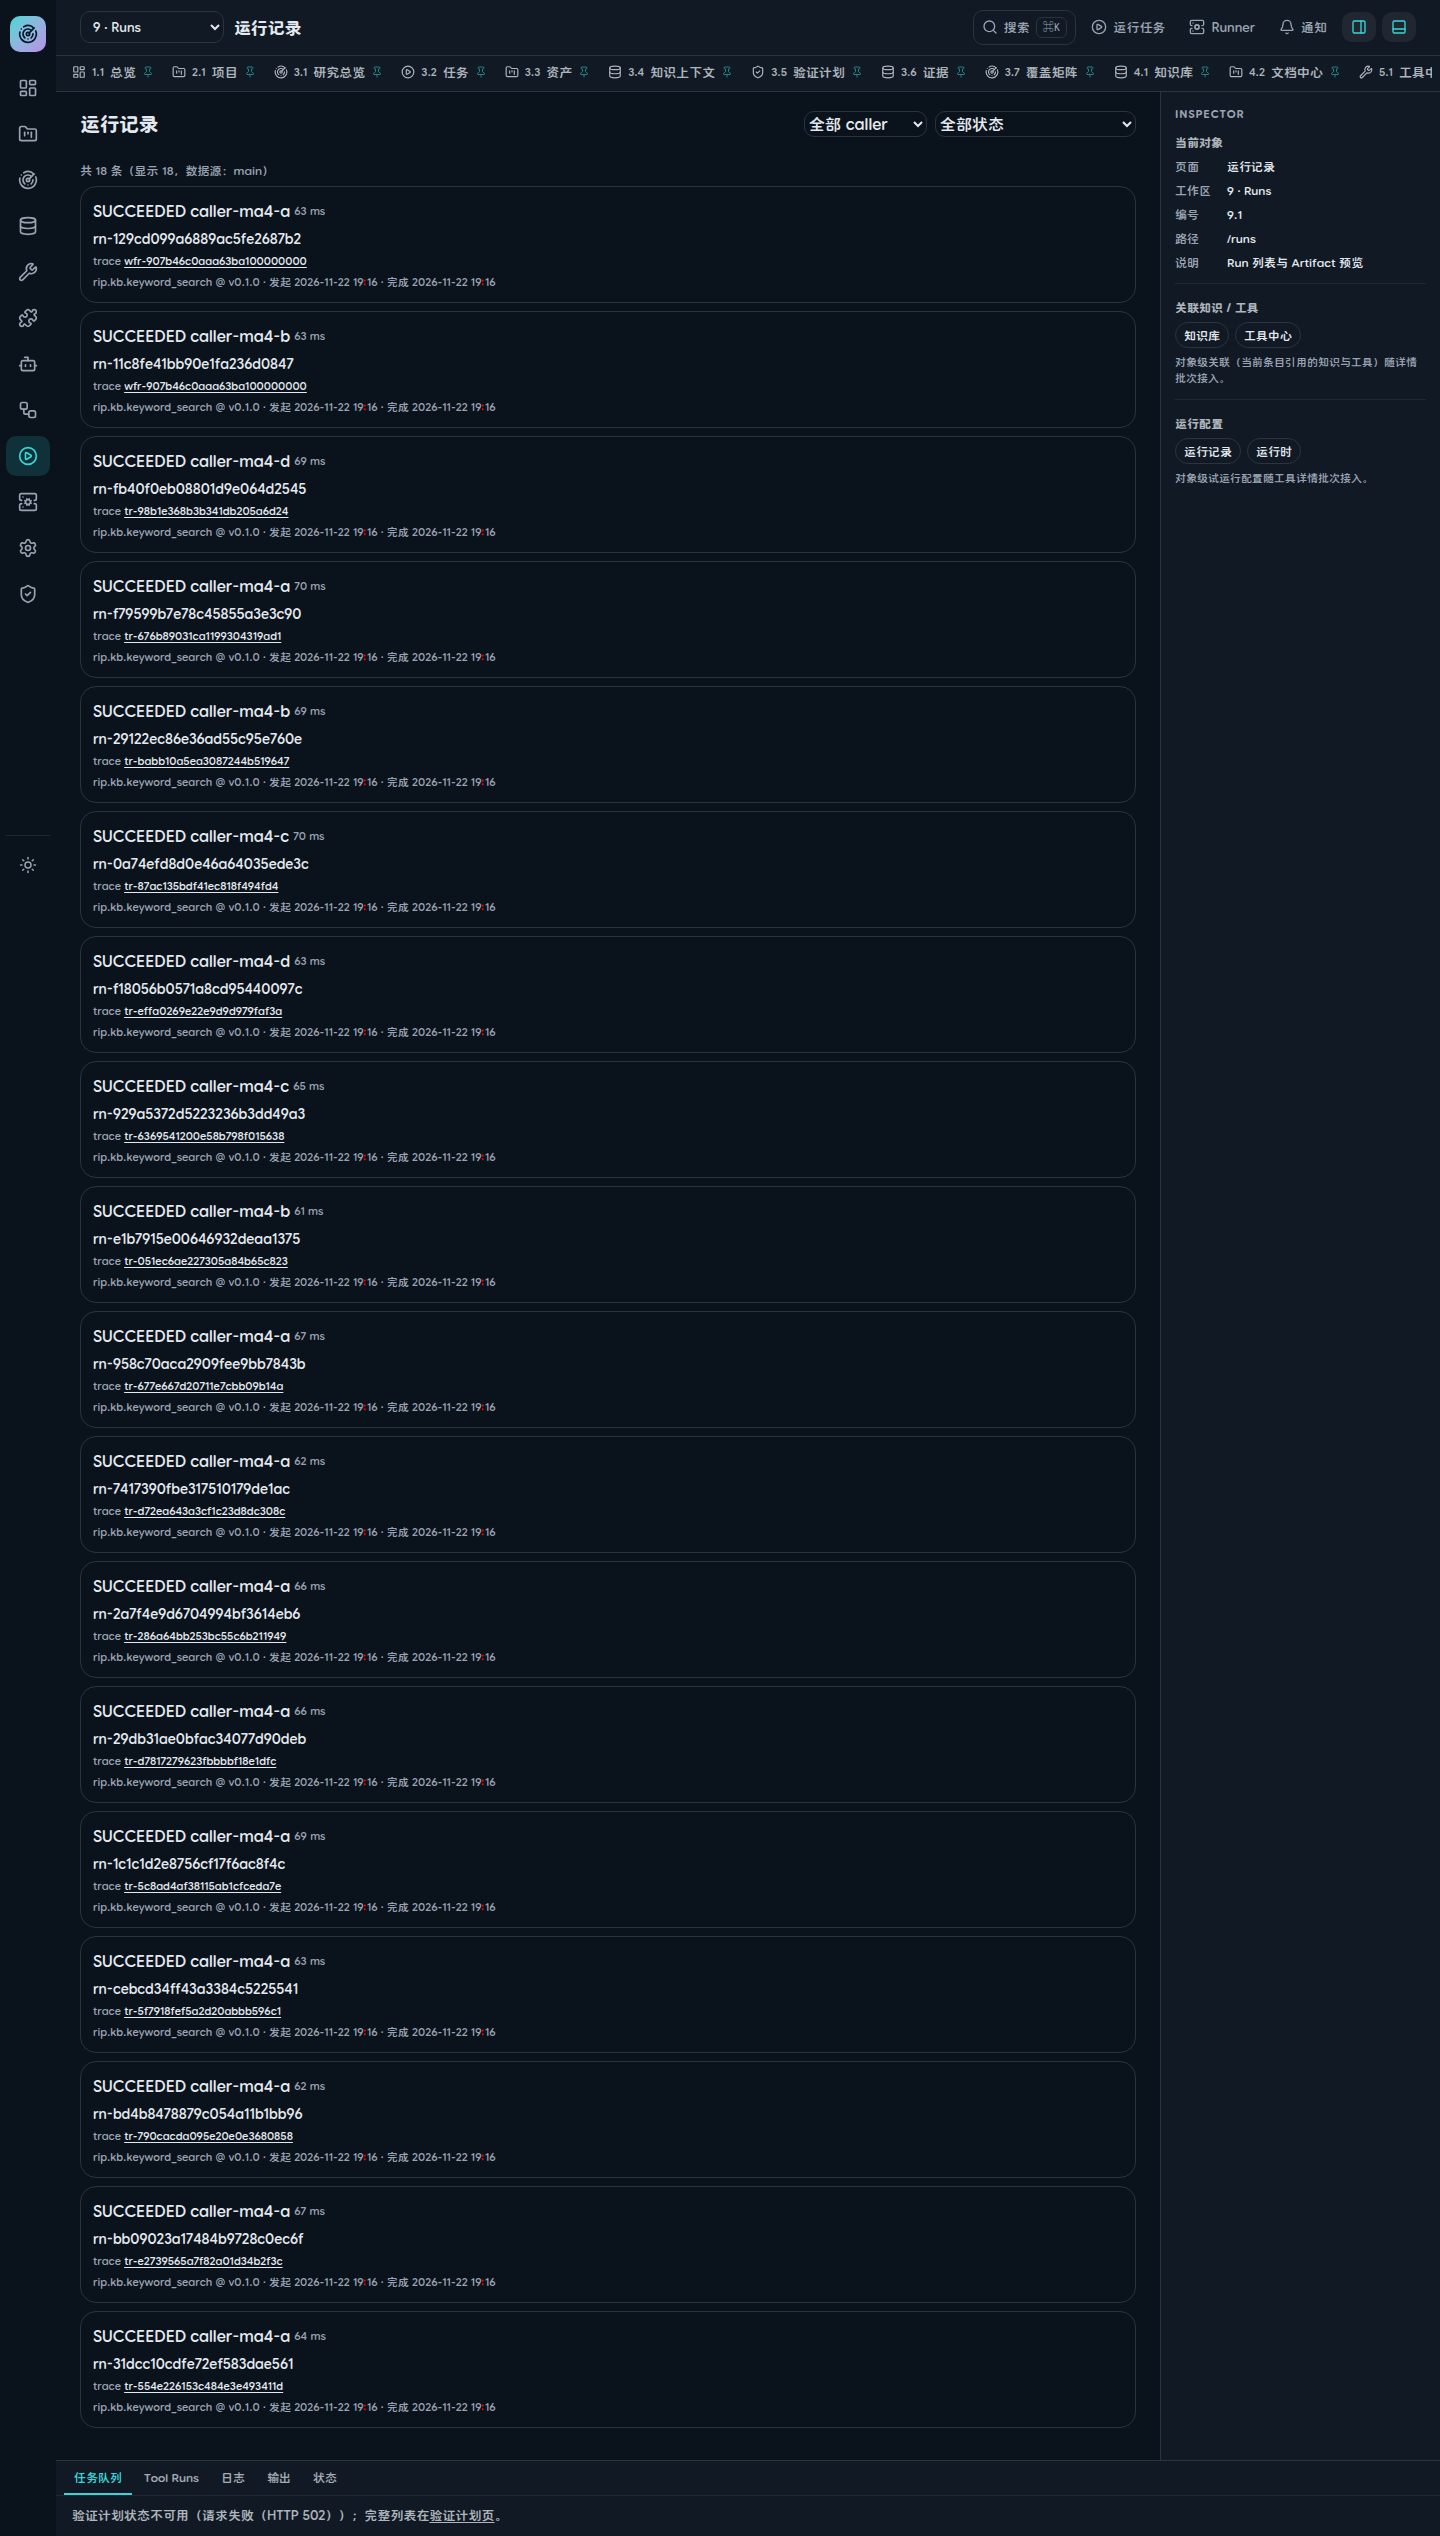 9 · Runs
运行记录
搜索 ⌘K
运行任务
Runner
通知
1.1 总览
2.1 项目
3.1 研究总览
3.2 任务
3.3 资产
3.4 知识上下文
3.5 验证计划
3.6 证据
3.7 覆盖矩阵
4.1 知识库
4.2 文档中心
5.1 工具中
运行记录
全部 caller
全部状态
共 18 条（显示 18，数据源：main）
SUCCEEDED caller-ma4-a 63 ms
rn-129cd099a6889ac5fe2687b2
trace wfr-907b46c0aaa63ba100000000
rip.kb.keyword_search @ v0.1.0 · 发起 2026-11-22 19:16 · 完成 2026-11-22 19:16
SUCCEEDED caller-ma4-b 63 ms
rn-11c8fe41bb90e1fa236d0847
trace wfr-907b46c0aaa63ba100000000
rip.kb.keyword_search @ v0.1.0 · 发起 2026-11-22 19:16 · 完成 2026-11-22 19:16
SUCCEEDED caller-ma4-d 69 ms
rn-fb40f0eb08801d9e064d2545
trace tr-98b1e368b3b341db205a6d24
rip.kb.keyword_search @ v0.1.0 · 发起 2026-11-22 19:16 · 完成 2026-11-22 19:16
SUCCEEDED caller-ma4-a 70 ms
rn-f79599b7e78c45855a3e3c90
trace tr-676b89031ca1199304319ad1
rip.kb.keyword_search @ v0.1.0 · 发起 2026-11-22 19:16 · 完成 2026-11-22 19:16
SUCCEEDED caller-ma4-b 69 ms
rn-29122ec86e36ad55c95e760e
trace tr-babb10a5ea3087244b519647
rip.kb.keyword_search @ v0.1.0 · 发起 2026-11-22 19:16 · 完成 2026-11-22 19:16
SUCCEEDED caller-ma4-c 70 ms
rn-0a74efd8d0e46a64035ede3c
trace tr-87ac135bdf41ec818f494fd4
rip.kb.keyword_search @ v0.1.0 · 发起 2026-11-22 19:16 · 完成 2026-11-22 19:16
SUCCEEDED caller-ma4-d 63 ms
rn-f18056b0571a8cd95440097c
trace tr-effa0269e22e9d9d979faf3a
rip.kb.keyword_search @ v0.1.0 · 发起 2026-11-22 19:16 · 完成 2026-11-22 19:16
SUCCEEDED caller-ma4-c 65 ms
rn-929a5372d5223236b3dd49a3
trace tr-6369541200e58b798f015638
rip.kb.keyword_search @ v0.1.0 · 发起 2026-11-22 19:16 · 完成 2026-11-22 19:16
SUCCEEDED caller-ma4-b 61 ms
rn-e1b7915e00646932deaa1375
trace tr-051ec6ae227305a84b65c823
rip.kb.keyword_search @ v0.1.0 · 发起 2026-11-22 19:16 · 完成 2026-11-22 19:16
SUCCEEDED caller-ma4-a 67 ms
rn-958c70aca2909fee9bb7843b
trace tr-677e667d20711e7cbb09b14a
rip.kb.keyword_search @ v0.1.0 · 发起 2026-11-22 19:16 · 完成 2026-11-22 19:16
SUCCEEDED caller-ma4-a 62 ms
rn-7417390fbe317510179de1ac
trace tr-d72ea643a3cf1c23d8dc308c
rip.kb.keyword_search @ v0.1.0 · 发起 2026-11-22 19:16 · 完成 2026-11-22 19:16
SUCCEEDED caller-ma4-a 66 ms
rn-2a7f4e9d6704994bf3614eb6
trace tr-286a64bb253bc55c6b211949
rip.kb.keyword_search @ v0.1.0 · 发起 2026-11-22 19:16 · 完成 2026-11-22 19:16
SUCCEEDED caller-ma4-a 66 ms
rn-29db31ae0bfac34077d90deb
trace tr-d7817279623fbbbbf18e1dfc
rip.kb.keyword_search @ v0.1.0 · 发起 2026-11-22 19:16 · 完成 2026-11-22 19:16
SUCCEEDED caller-ma4-a 69 ms
rn-1c1c1d2e8756cf17f6ac8f4c
trace tr-5c8ad4af38115ab1cfceda7e
rip.kb.keyword_search @ v0.1.0 · 发起 2026-11-22 19:16 · 完成 2026-11-22 19:16
SUCCEEDED caller-ma4-a 63 ms
rn-cebcd34ff43a3384c5225541
trace tr-5f7918fef5a2d20abbb596c1
rip.kb.keyword_search @ v0.1.0 · 发起 2026-11-22 19:16 · 完成 2026-11-22 19:16
SUCCEEDED caller-ma4-a 62 ms
rn-bd4b8478879c054a11b1bb96
trace tr-790cacda095e20e0e3680858
rip.kb.keyword_search @ v0.1.0 · 发起 2026-11-22 19:16 · 完成 2026-11-22 19:16
SUCCEEDED caller-ma4-a 67 ms
rn-bb09023a17484b9728c0ec6f
trace tr-e2739565a7f82a01d34b2f3c
rip.kb.keyword_search @ v0.1.0 · 发起 2026-11-22 19:16 · 完成 2026-11-22 19:16
SUCCEEDED caller-ma4-a 64 ms
rn-31dcc10cdfe72ef583dae561
trace tr-554e226153c484e3e493411d
rip.kb.keyword_search @ v0.1.0 · 发起 2026-11-22 19:16 · 完成 2026-11-22 19:16
INSPECTOR
当前对象
页面 运行记录
工作区 9 · Runs
编号 9.1
路径 /runs
说明 Run 列表与 Artifact 预览
关联知识 / 工具
知识库 工具中心
对象级关联（当前条目引用的知识与工具）随详情
批次接入。
运行配置
运行记录 运行时
对象级试运行配置随工具详情批次接入。
任务队列 Tool Runs 日志 输出 状态
验证计划状态不可用（请求失败（HTTP 502））；完整列表在验证计划页。